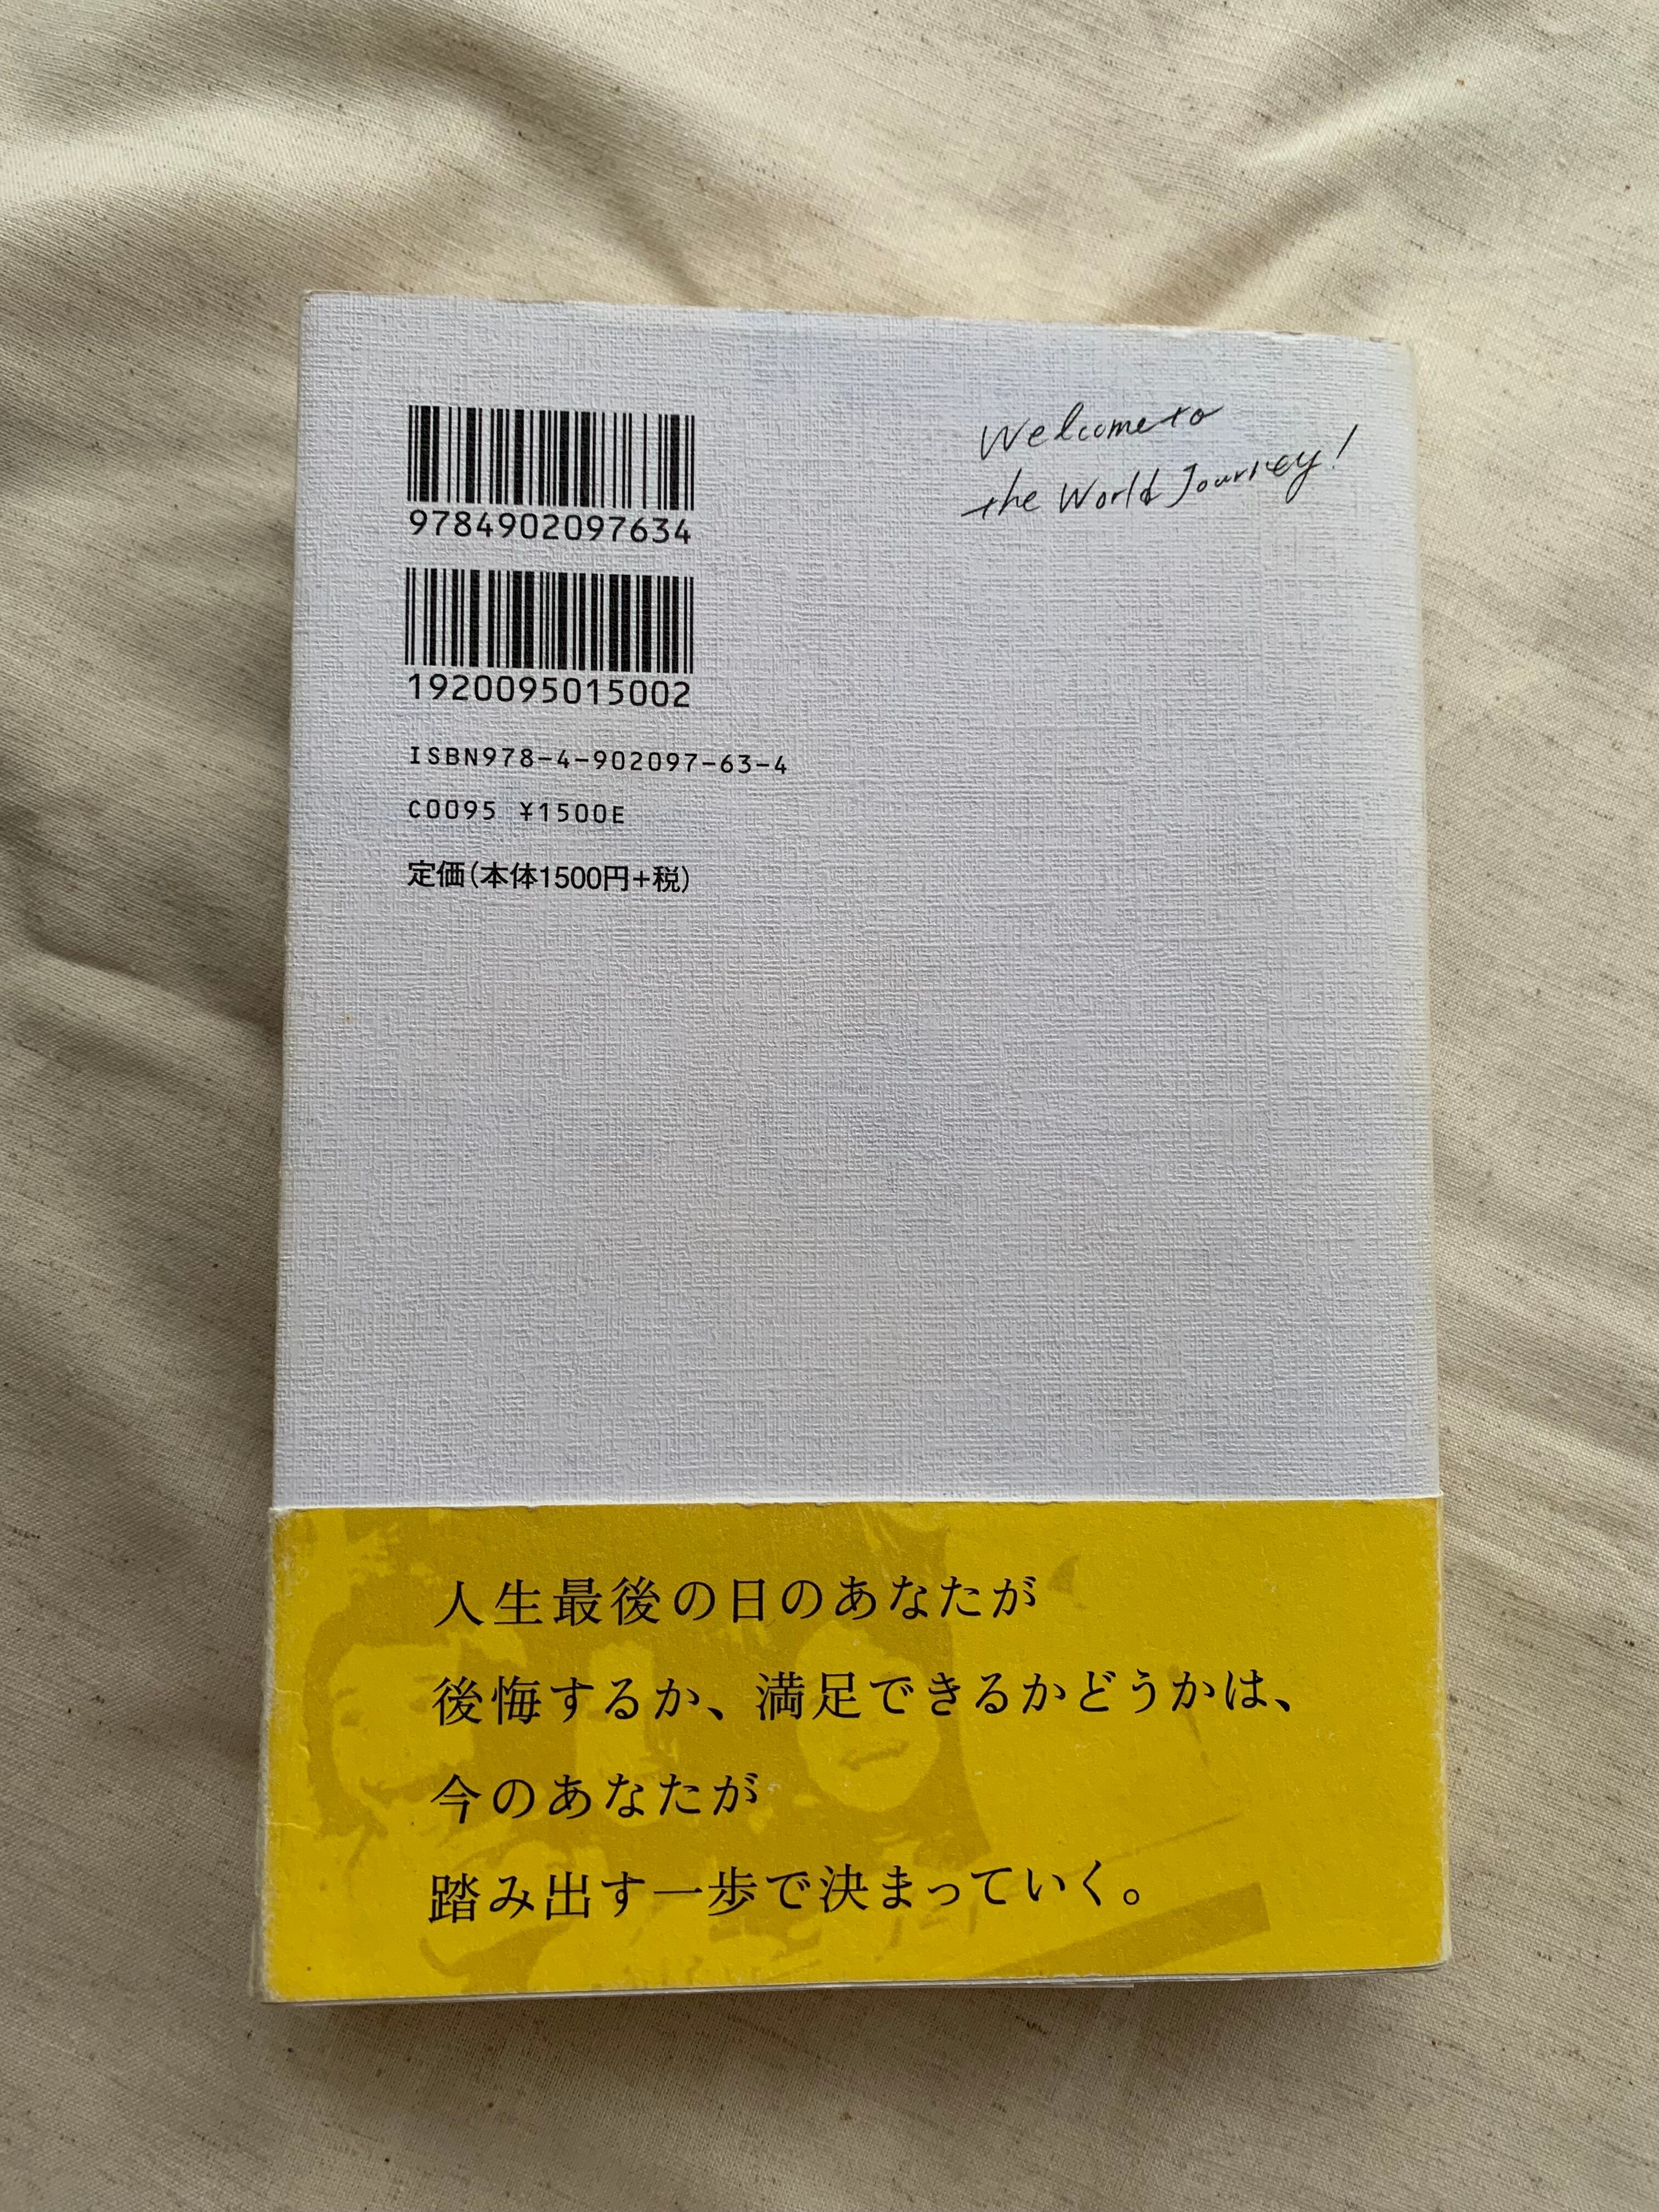 9784902097634
1920095015002
ISBN978-4-902097-63-4
C0095 ¥1500E
定価(本体1500円+税)
Welcome to
the World Journey!
人生最後の日のあなたが
後悔するか、満足できるかどうかは、
今のあなたが
踏み出す一歩で決まっていく。